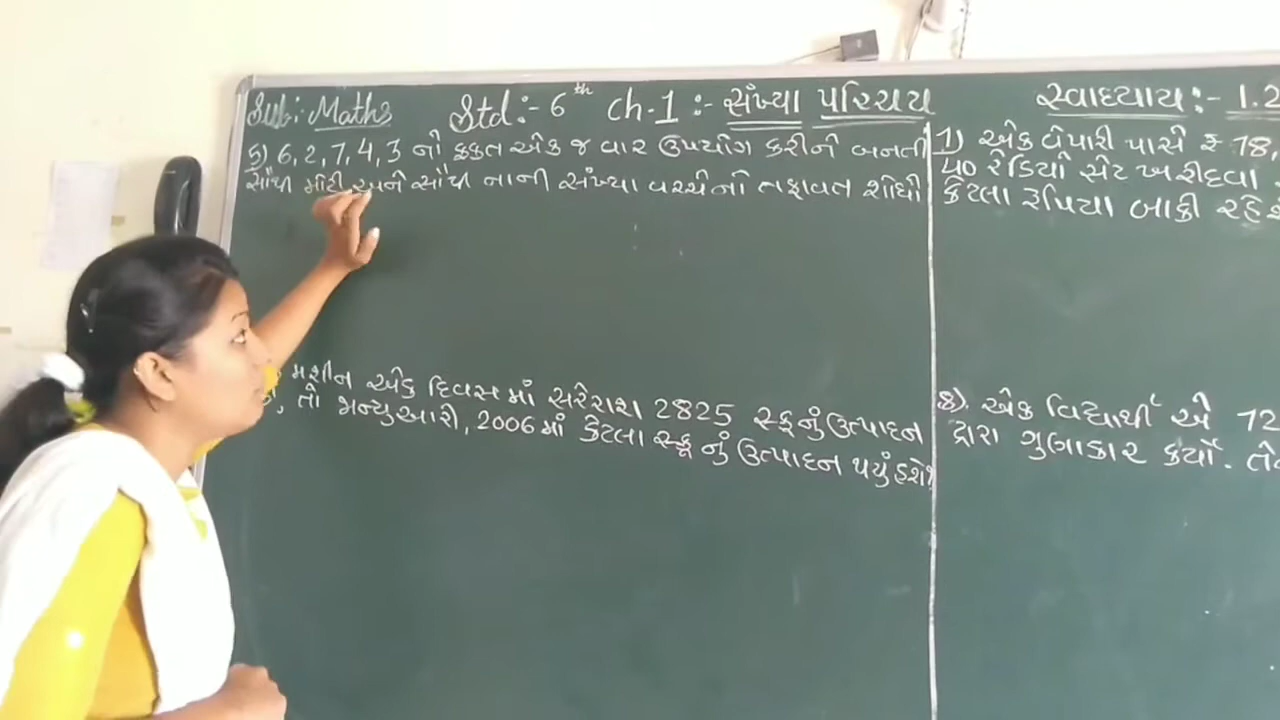 Sub:- Maths Std:- 6th ch-1:- સંખ્યા પરિચય સ્વાધ્યાય:- 1.2
5) 6, 2, 7, 4, 3 નો ફક્ત એક જ વાર ઉપયોગ કરીને બનતી
સૌથી મોટી અને સૌથી નાની સંખ્યા વચ્ચેનો તફાવત શોધો
મશીન એક દિવસમાં સરેરાશ 2825 સ્ક્રૂનું ઉત્પાદન
, તો જાન્યુઆરી, 2006 માં કેટલા સ્ક્રૂ નું ઉત્પાદન થયું હશે?
1) એક વેપારી પાસે ₹ 18,
40 રેડિયો સેટ ખરીદવા
કેટલા રૂપિયા બાકી રહેશે
8). એક વિદ્યાર્થી એ 72
દ્વારા ગુણાકાર કર્યો. તેન